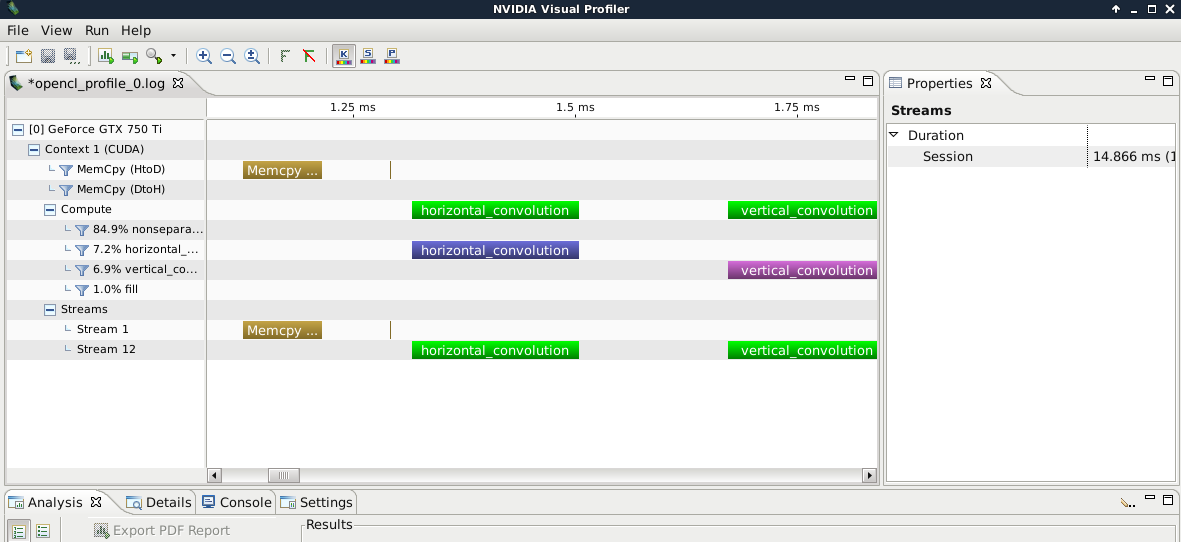 NVIDIA Visual Profiler
File View Run Help
K S P
*opencl_profile_0.log
Properties
1.25 ms 1.5 ms 1.75 ms
Streams
[0] GeForce GTX 750 Ti
Duration
Context 1 (CUDA)
Session 14.866 ms (1
MemCpy (HtoD) Memcpy ...
MemCpy (DtoH)
Compute horizontal_convolution vertical_convolution
84.9% nonsepara...
7.2% horizontal_... horizontal_convolution
6.9% vertical_co... vertical_convolution
1.0% fill
Streams
Stream 1 Memcpy ...
Stream 12 horizontal_convolution vertical_convolution
Analysis Details Console Settings
Export PDF Report
Results